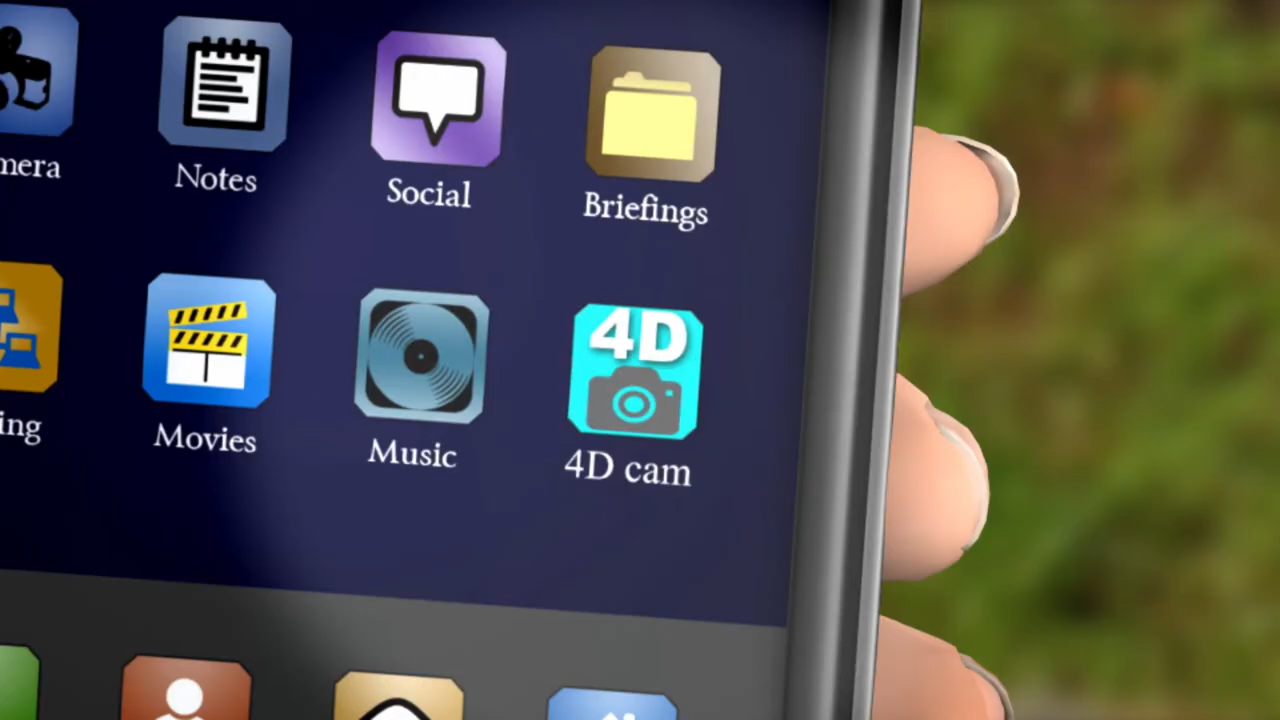 mera
Notes
Social
Briefings
4D
ing
Movies
Music
4D cam